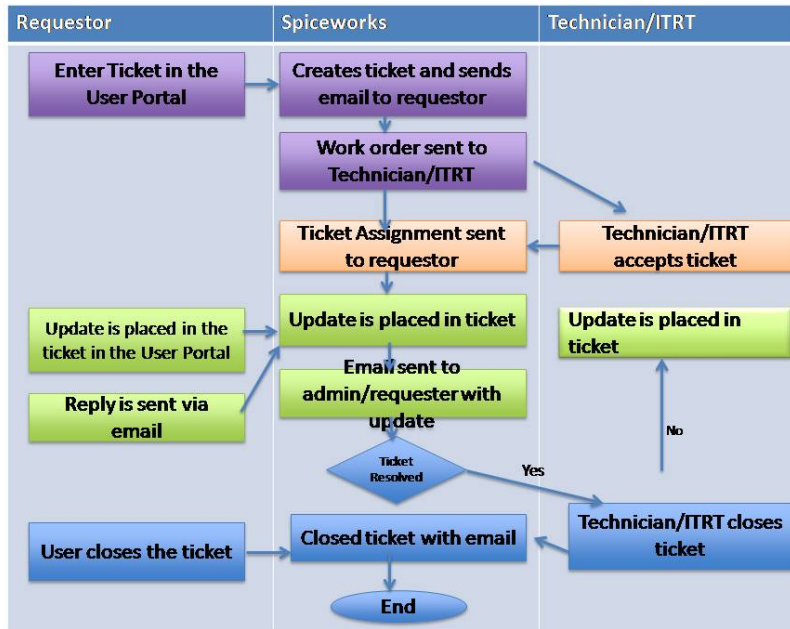 Requestor
Spiceworks
Technician/ITRT
Enter Ticket in the
User Portal
Creates ticket and sends
email to requestor
Work order sent to
Technician/ITRT
Ticket Assignment sent
to requestor
Technician/ITRT
accepts ticket
Update is placed in the
ticket in the User Portal
Update is placed in ticket
Update is placed in
ticket
Reply is sent via
email
Email sent to
admin/requester with
update
No
Ticket
Resolved
Yes
User closes the ticket
Closed ticket with email
Technician/ITRT closes
ticket
End